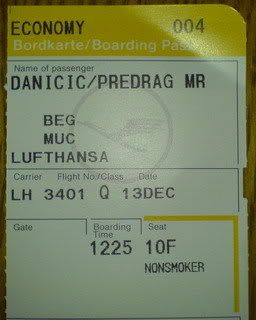 ECONOMY 004
Bordkarte/Boarding Pass
Name of passenger
DANICIC/PREDRAG MR
BEG
MUC
LUFTHANSA
Carrier Flight No./Class Date
LH 3401 Q 13DEC
Gate Boarding Time Seat
1225 10F
NONSMOKER